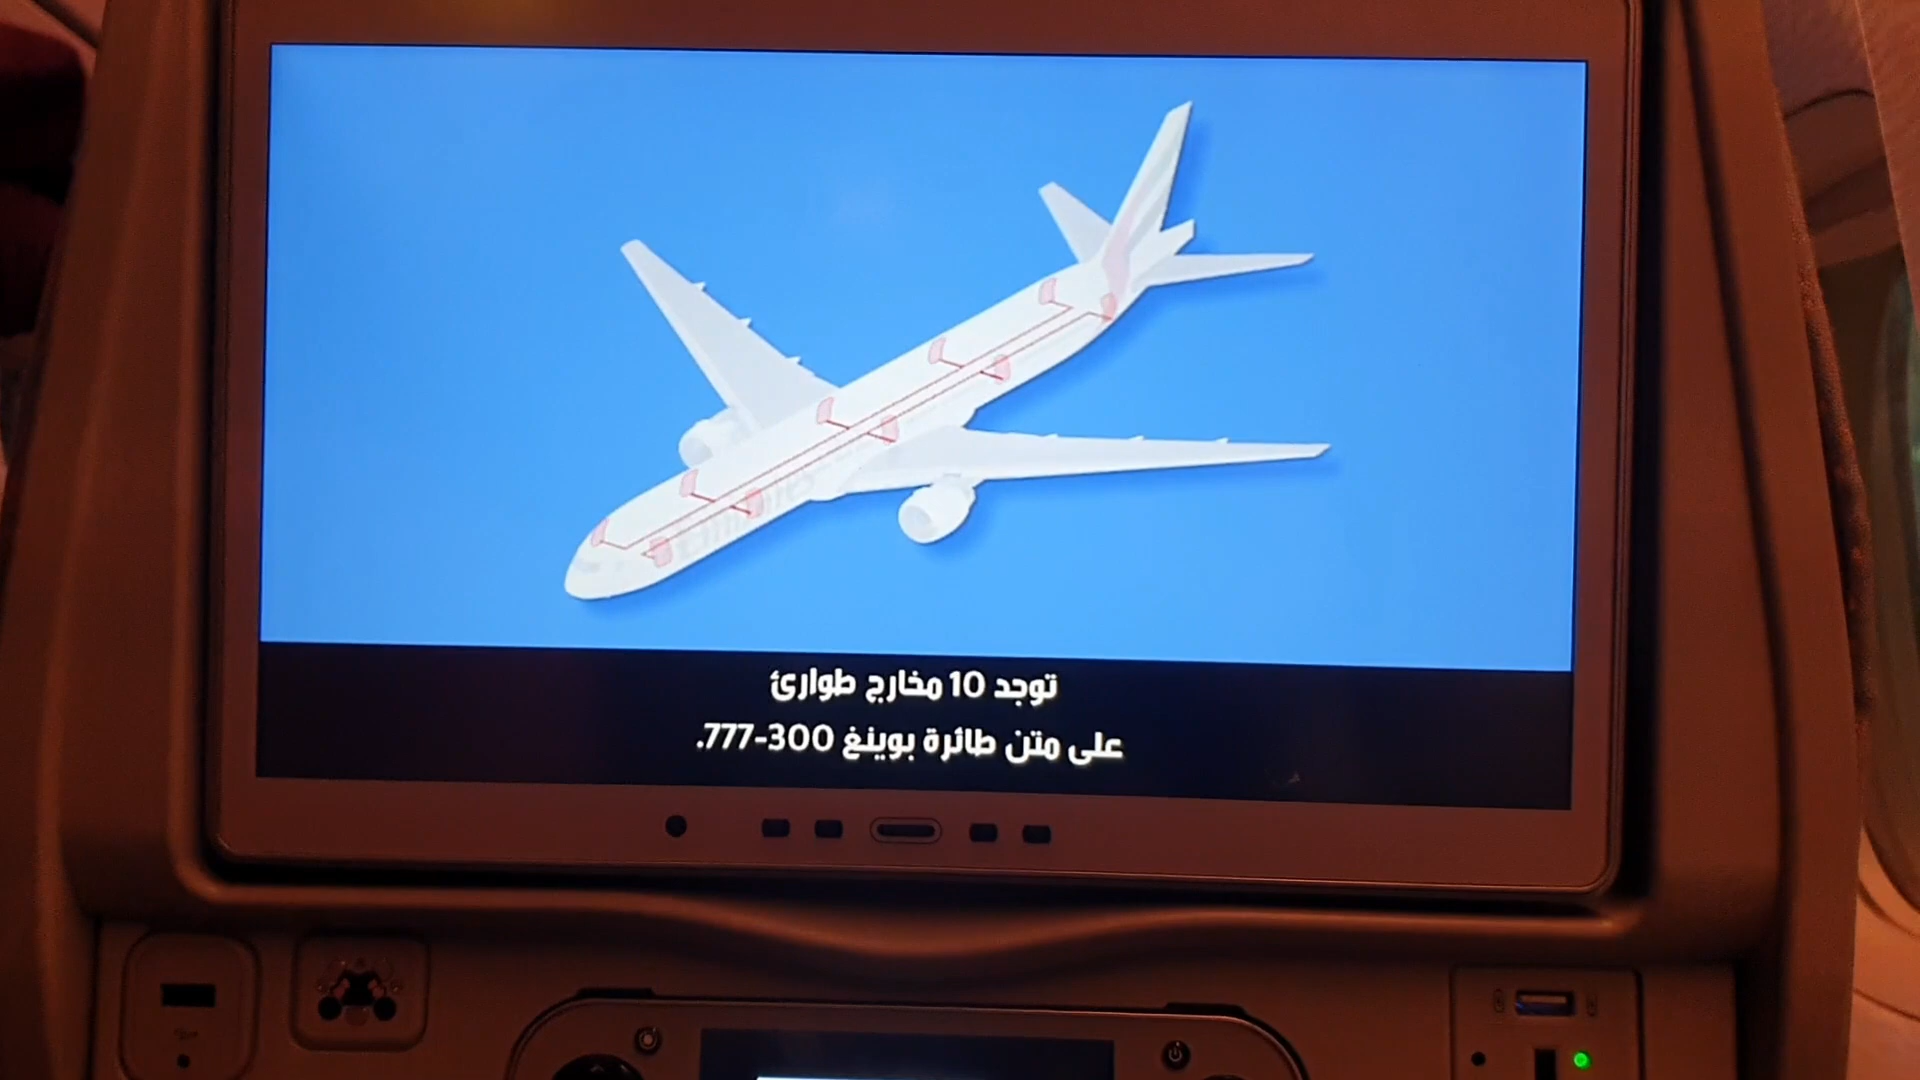 توجد 10 مخارج طوارئ
على متن طائرة بوينغ 300-777.